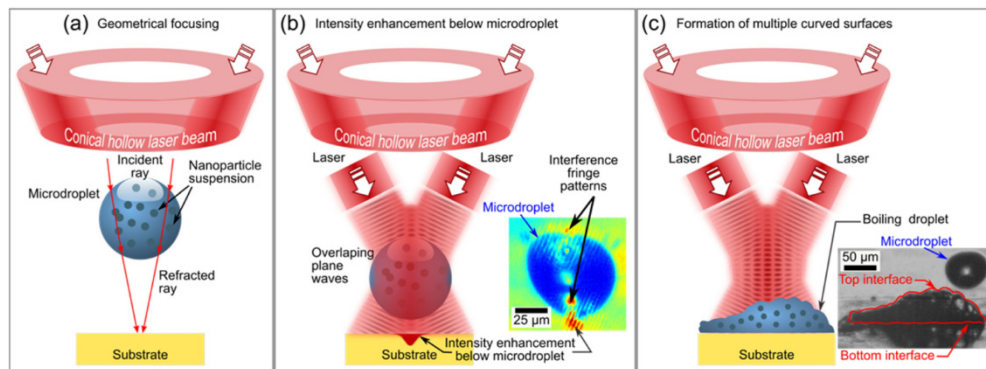 (a) Geometrical focusing
Conical hollow laser beam
Incident
ray
Nanoparticle
suspension
Microdroplet
Refracted
ray
Substrate
(b) Intensity enhancement below microdroplet
Conical hollow laser beam
Laser
Laser
Interference
fringe
patterns
Microdroplet
Overlaping
plane
waves
25 µm
Substrate
Intensity enhancement
below microdroplet
(c) Formation of multiple curved surfaces
Conical hollow laser beam
Laser
Laser
Boiling droplet
Microdroplet
50 µm
Top interface
Bottom interface
Substrate